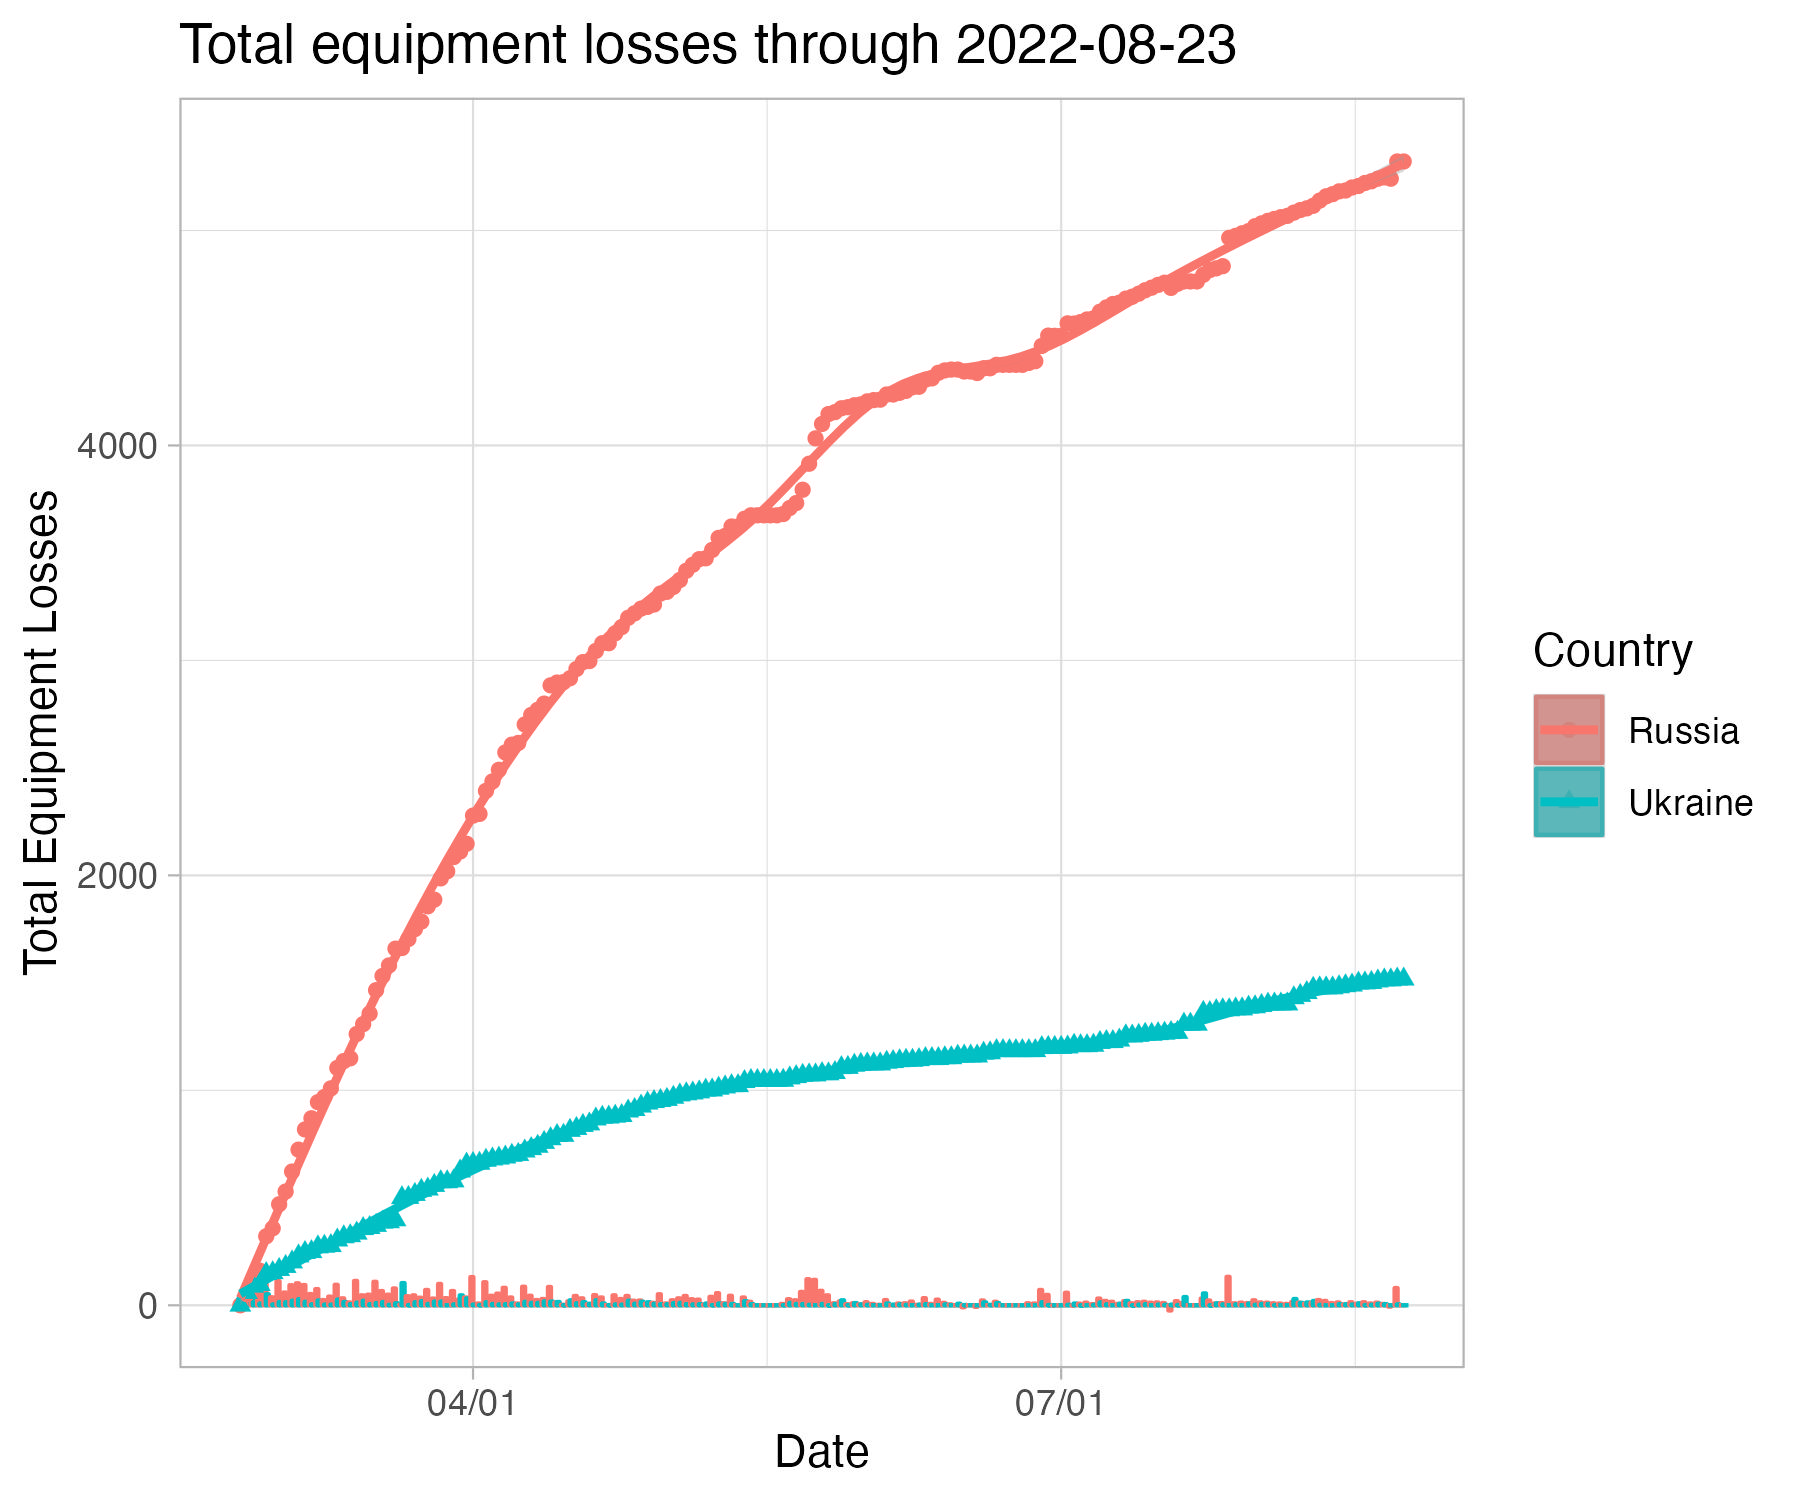 Total equipment losses through 2022-08-23
Total Equipment Losses
4000
2000
0
04/01
07/01
Date
Country
Russia
Ukraine